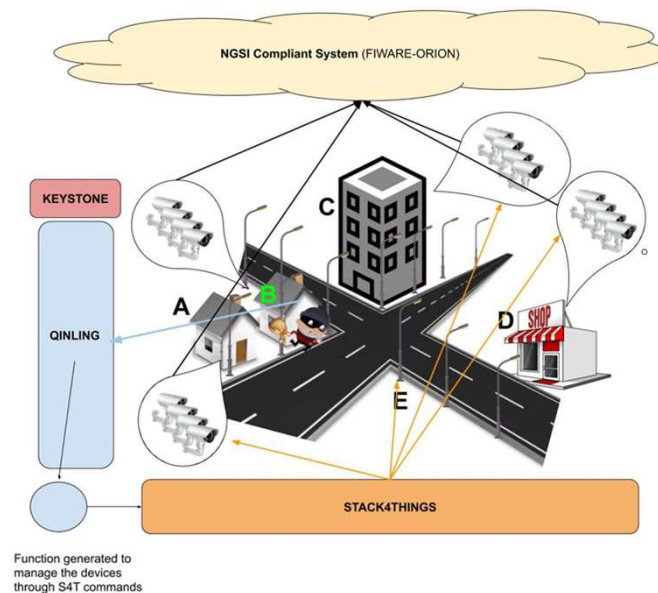 NGSI Compliant System (FIWARE-ORION)
KEYSTONE
C
A
B
QINLING
D
SHOP
E
STACK4THINGS
Function generated to
manage the devices
through S4T commands